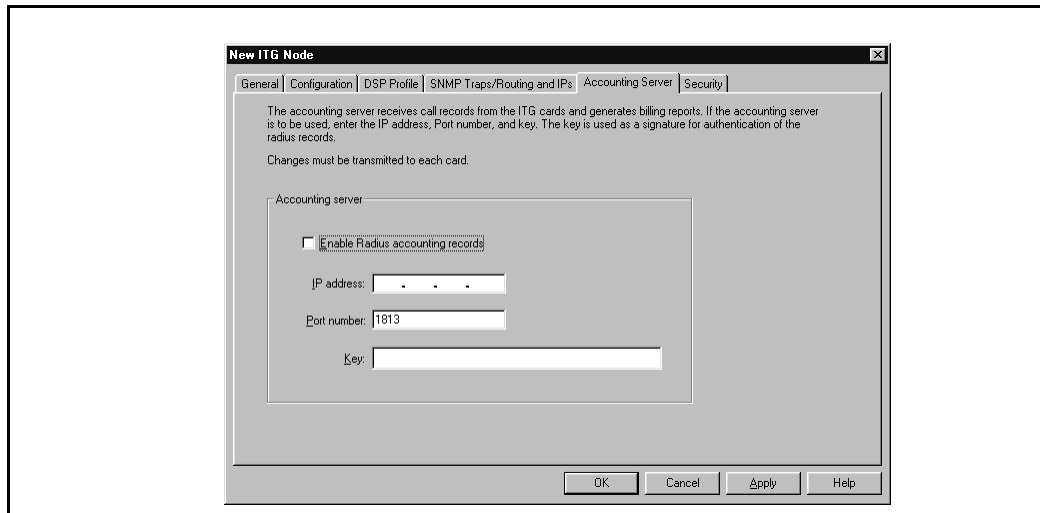 New ITG Node
General Configuration DSP Profile SNMP Traps/Routing and IPs Accounting Server Security
The accounting server receives call records from the ITG cards and generates billing reports. If the accounting server
is to be used, enter the IP address, Port number, and key. The key is used as a signature for authentication of the
radius records.
Changes must be transmitted to each card.
Accounting server
Enable Radius accounting records
IP address: . . .
Port number: 1813
Key:
OK Cancel Apply Help